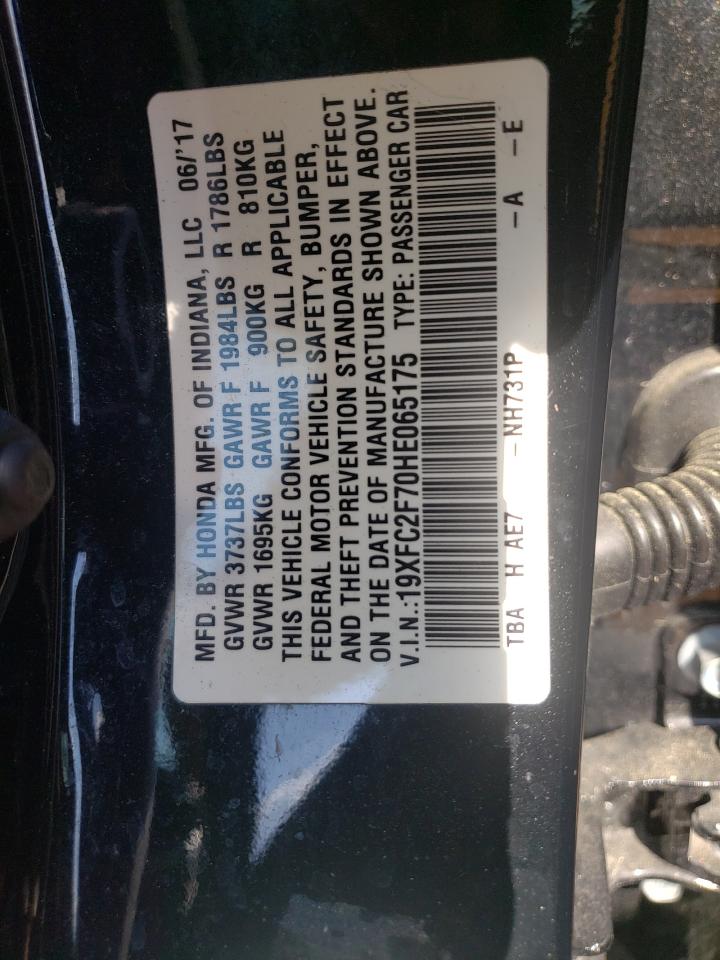 MFD. BY HONDA MFG. OF INDIANA, LLC 06/'17
GVWR 3737LBS GAWR F 1984LBS R 1786LBS
GVWR 1695KG GAWR F 900KG R 810KG
THIS VEHICLE CONFORMS TO ALL APPLICABLE
FEDERAL MOTOR VEHICLE SAFETY, BUMPER,
AND THEFT PREVENTION STANDARDS IN EFFECT
ON THE DATE OF MANUFACTURE SHOWN ABOVE.
V.I.N.:19XFC2F70HE065175 TYPE: PASSENGER CAR
TBA H AE7 -NH731P -A -E